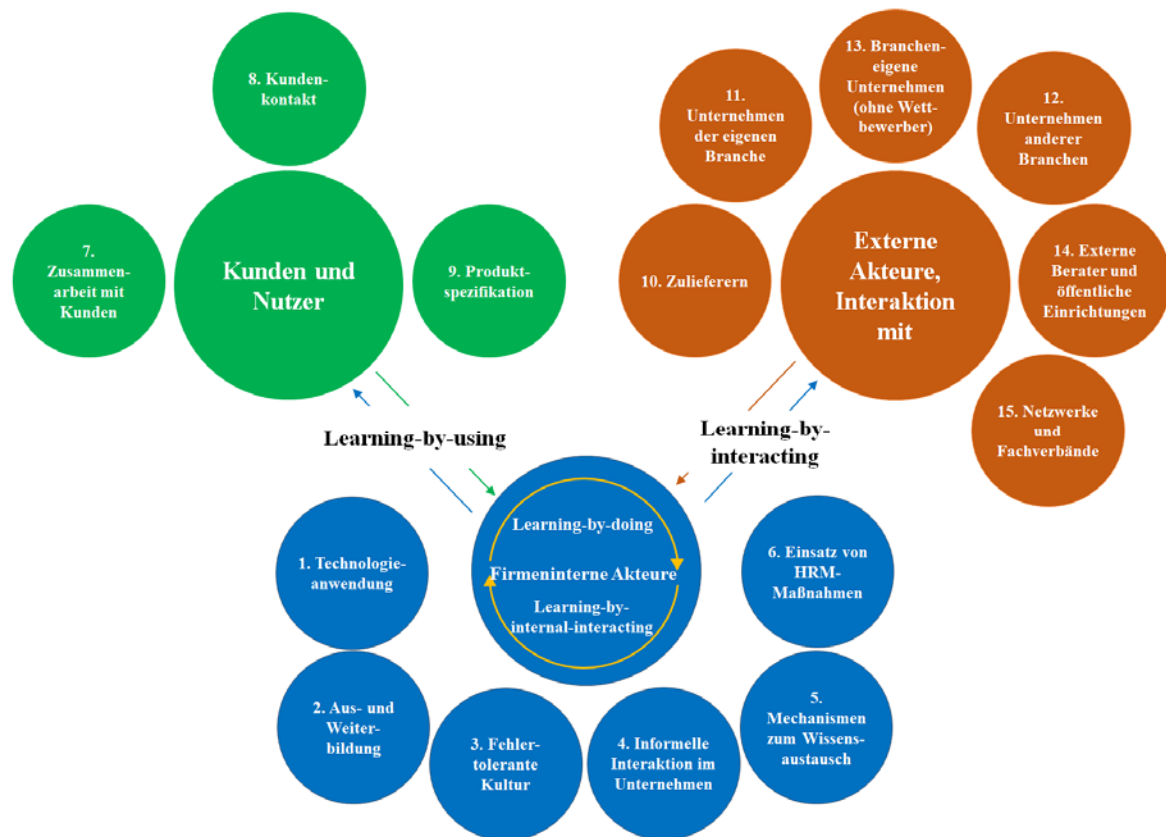 8. Kunden-
kontakt
7.
Zusammen-
arbeit mit
Kunden
Kunden und
Nutzer
9. Produkt-
spezifikation
13. Branchen-
eigene
Unternehmen
(ohne Wett-
bewerber)
11.
Unternehmen
der eigenen
Branche
12.
Unternehmen
anderer
Branchen
10. Zulieferern
Externe
Akteure,
Interaktion
mit
14. Externe
Berater und
öffentliche
Einrichtungen
15. Netzwerke
und
Fachverbände
Learning-by-using
Learning-by-
interacting
Learning-by-doing
Firmeninterne Akteure
Learning-by-
internal-interacting
1. Technologie-
anwendung
2. Aus- und
Weiter-
bildung
3. Fehler-
tolerante
Kultur
4. Informelle
Interaktion im
Unternehmen
5.
Mechanismen
zum Wissens-
austausch
6. Einsatz von
HRM-
Maßnahmen